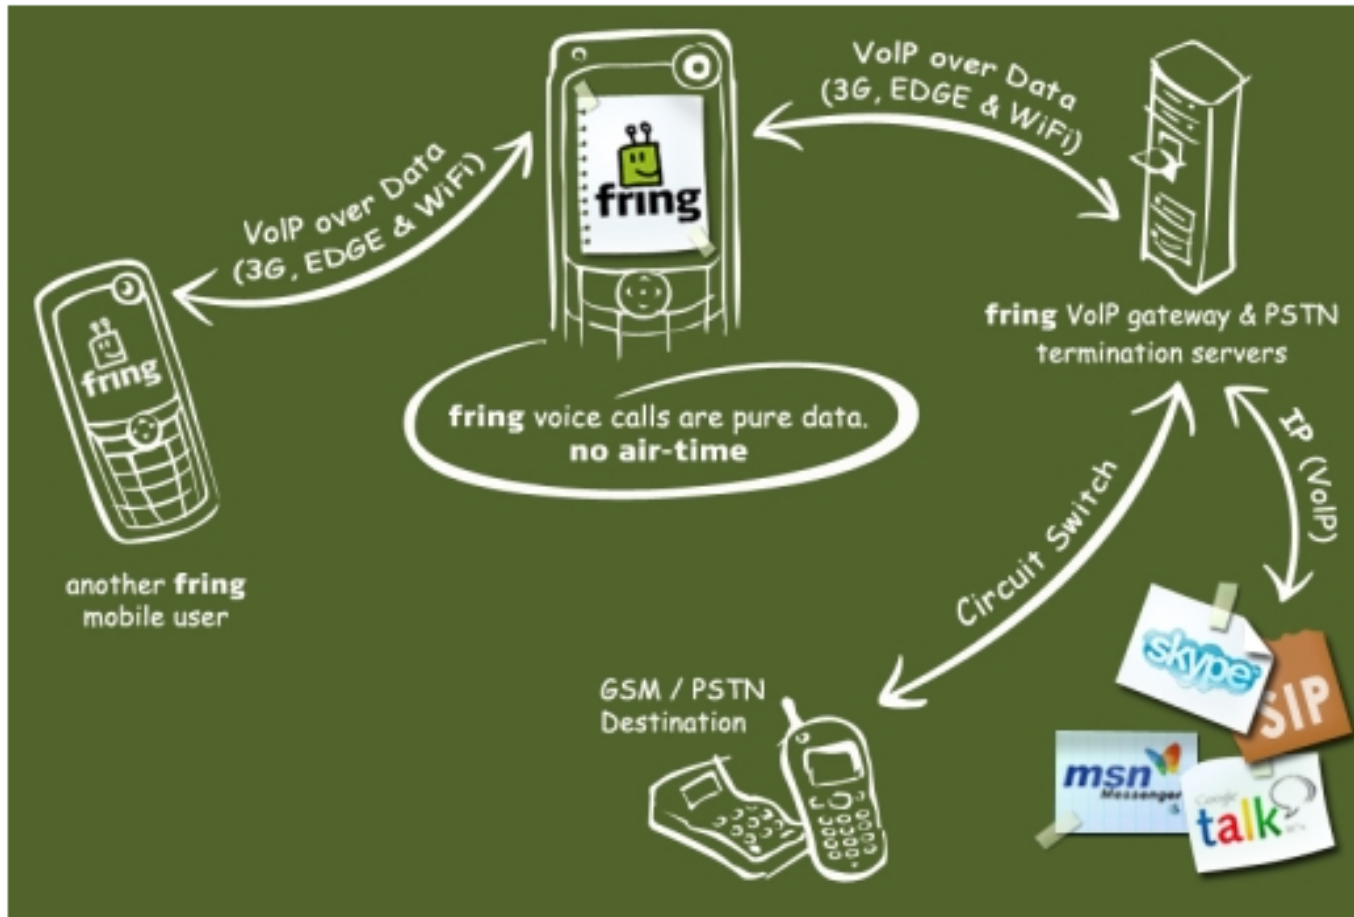 VoIP over Data
(3G, EDGE & WiFi)
fring
VoIP over Data
(3G, EDGE & WiFi)
fring
another fring
mobile user
fring voice calls are pure data.
no air-time
fring VoIP gateway & PSTN
termination servers
Circuit Switch
IP (VoIP)
GSM / PSTN
Destination
skype
SIP
msn
Messenger
Google
talk